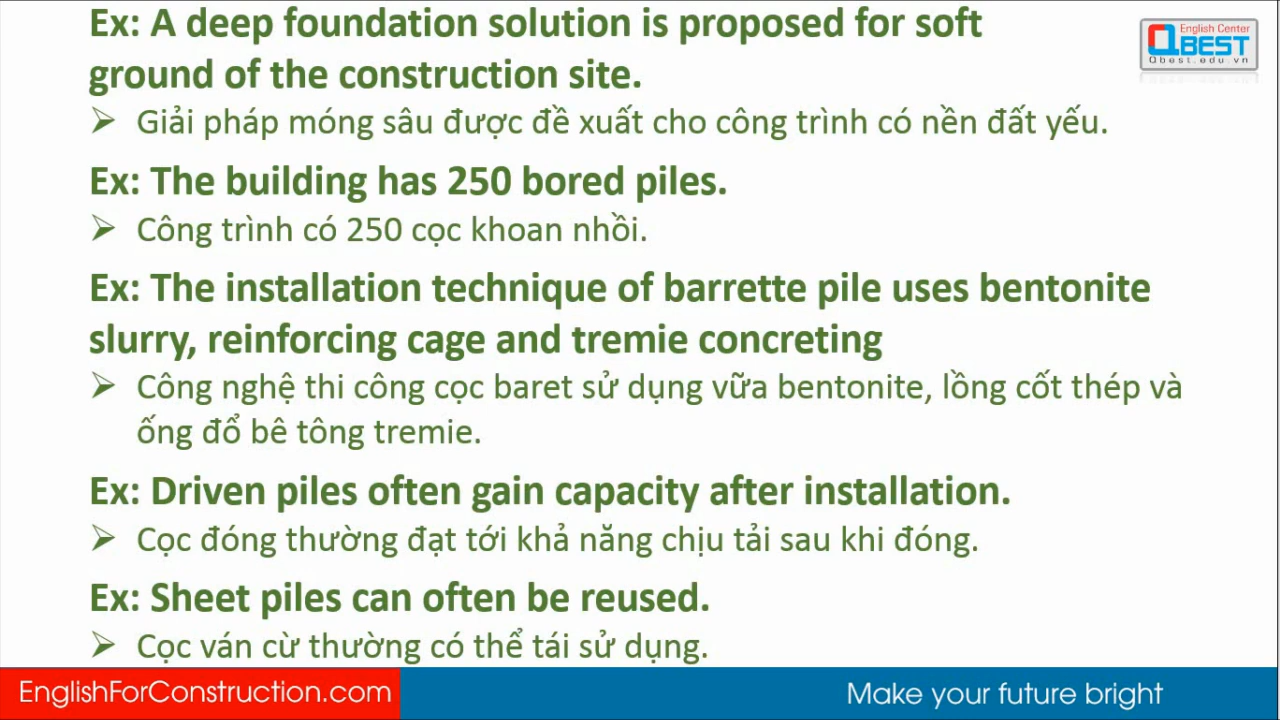 Ex: A deep foundation solution is proposed for soft
ground of the construction site.
Giải pháp móng sâu được đề xuất cho công trình có nền đất yếu.
Ex: The building has 250 bored piles.
Công trình có 250 cọc khoan nhồi.
Ex: The installation technique of barrette pile uses bentonite
slurry, reinforcing cage and tremie concreting
Công nghệ thi công cọc baret sử dụng vữa bentonite, lồng cốt thép và
ống đổ bê tông tremie.
Ex: Driven piles often gain capacity after installation.
Cọc đóng thường đạt tới khả năng chịu tải sau khi đóng.
Ex: Sheet piles can often be reused.
Cọc ván cừ thường có thể tái sử dụng.
English Center
QBEST
Qbest.edu.vn
EnglishForConstruction.com
Make your future bright